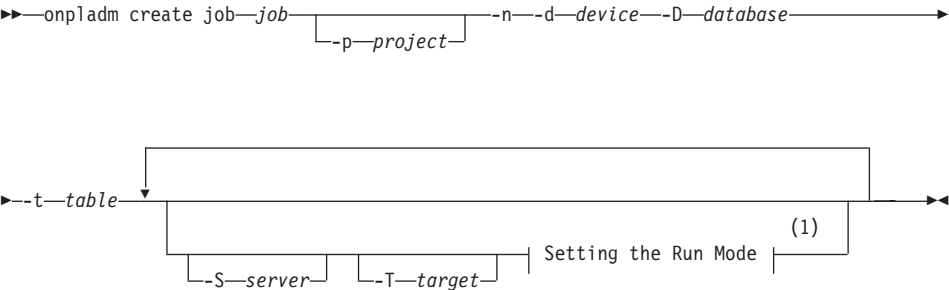 onpladm create job job -n -d device -D database
-p project
-t table
(1)
Setting the Run Mode
-S server -T target